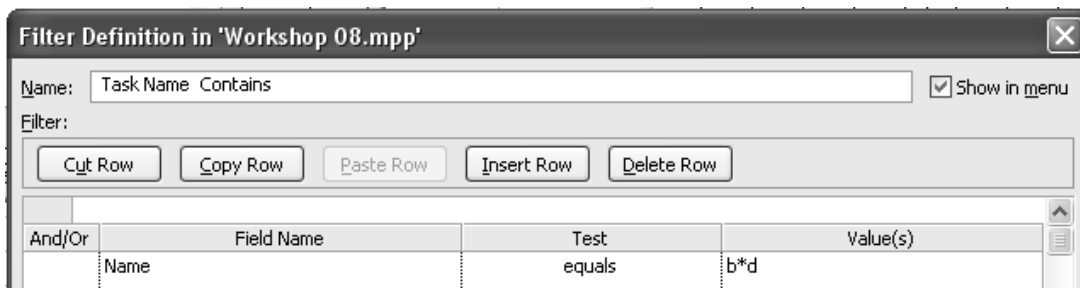 Filter Definition in 'Workshop 08.mpp'
Name: Task Name Contains Show in menu
Filter:
Cut Row Copy Row Paste Row Insert Row Delete Row
And/Or Field Name Test Value(s)
Name equals b*d